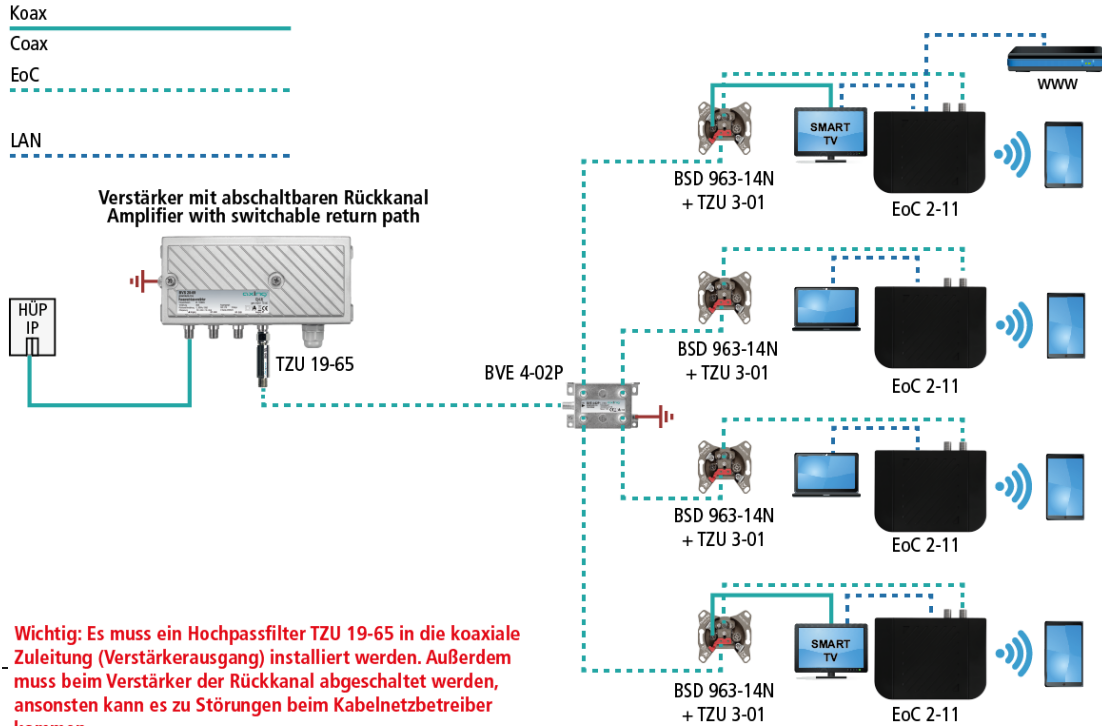 Koax
Coax
EoC
LAN
WWW
SMART
TV
BSD 963-14N
+ TZU 3-01
EoC 2-11
Verstärker mit abschaltbaren Rückkanal
Amplifier with switchable return path
HÜP
IP
TZU 19-65
BVE 4-02P
BSD 963-14N
+ TZU 3-01
EoC 2-11
BSD 963-14N
+ TZU 3-01
EoC 2-11
SMART
TV
BSD 963-14N
+ TZU 3-01
EoC 2-11
Wichtig: Es muss ein Hochpassfilter TZU 19-65 in die koaxiale
Zuleitung (Verstärkerausgang) installiert werden. Außerdem
muss beim Verstärker der Rückkanal abgeschaltet werden,
ansonsten kann es zu Störungen beim Kabelnetzbetreiber